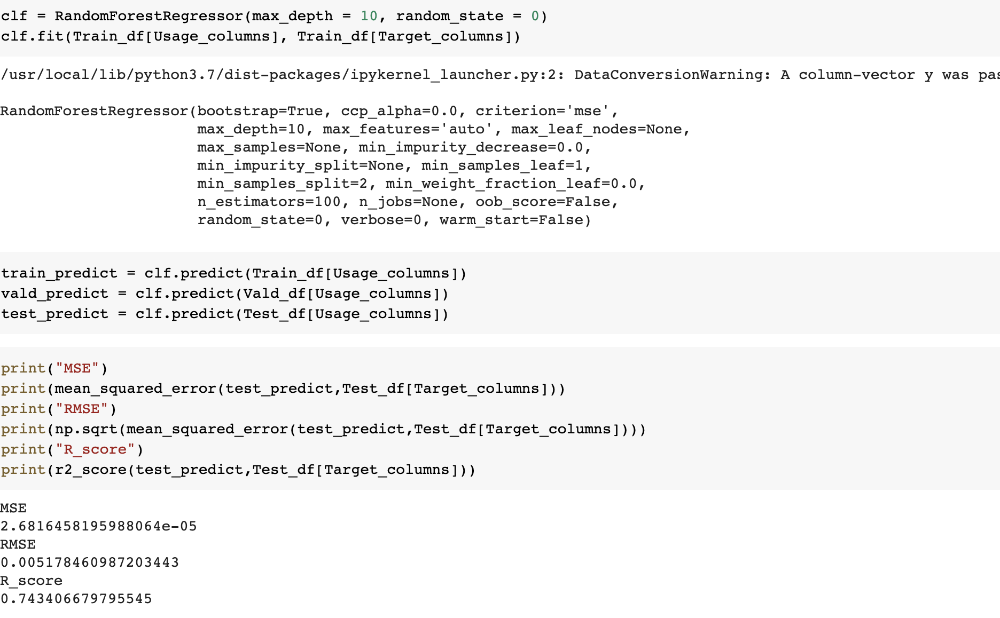 clf = RandomForestRegressor(max_depth = 10, random_state = 0)
clf.fit(Train_df[Usage_columns], Train_df[Target_columns])
/usr/local/lib/python3.7/dist-packages/ipykernel_launcher.py:2: DataConversionWarning: A column-vector y was pas
RandomForestRegressor(bootstrap=True, ccp_alpha=0.0, criterion='mse',
max_depth=10, max_features='auto', max_leaf_nodes=None,
max_samples=None, min_impurity_decrease=0.0,
min_impurity_split=None, min_samples_leaf=1,
min_samples_split=2, min_weight_fraction_leaf=0.0,
n_estimators=100, n_jobs=None, oob_score=False,
random_state=0, verbose=0, warm_start=False)
train_predict = clf.predict(Train_df[Usage_columns])
vald_predict = clf.predict(Vald_df[Usage_columns])
test_predict = clf.predict(Test_df[Usage_columns])
print("MSE")
print(mean_squared_error(test_predict,Test_df[Target_columns]))
print("RMSE")
print(np.sqrt(mean_squared_error(test_predict,Test_df[Target_columns])))
print("R_score")
print(r2_score(test_predict,Test_df[Target_columns]))
MSE
2.6816458195988064e-05
RMSE
0.005178460987203443
R_score
0.743406679795545